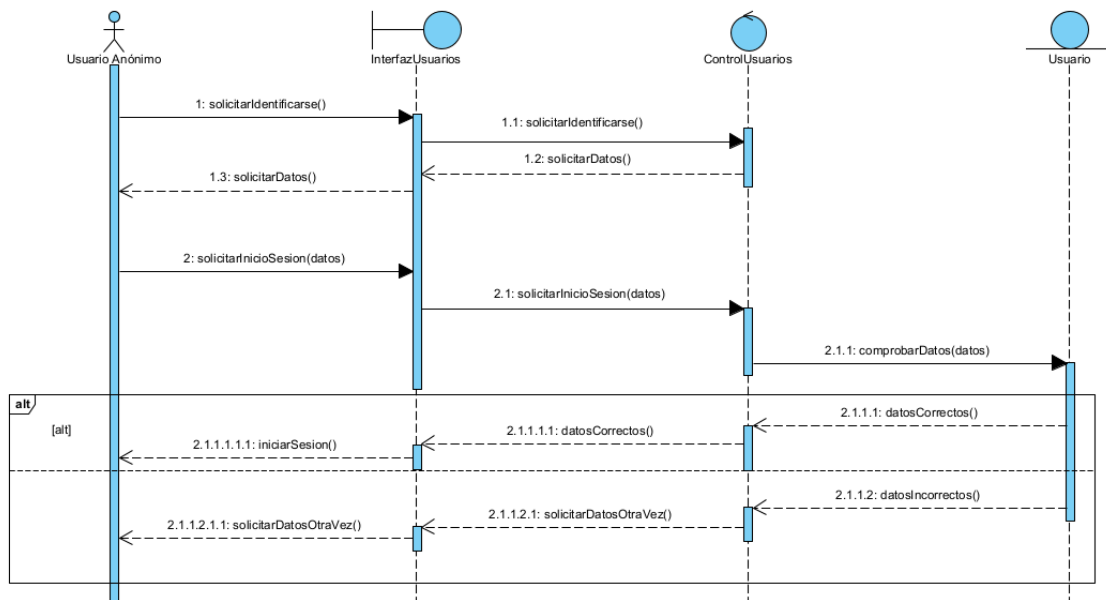 Usuario Anónimo
InterfazUsuarios
ControlUsuarios
Usuario
1: solicitarIdentificarse()
1.1: solicitarIdentificarse()
1.2: solicitarDatos()
1.3: solicitarDatos()
2: solicitarInicioSesion(datos)
2.1: solicitarInicioSesion(datos)
2.1.1: comprobarDatos(datos)
alt
[alt]
2.1.1.1: datosCorrectos()
2.1.1.1.1: datosCorrectos()
2.1.1.1.1.1: iniciarSesion()
2.1.1.2: datosIncorrectos()
2.1.1.2.1: solicitarDatosOtraVez()
2.1.1.2.1.1: solicitarDatosOtraVez()